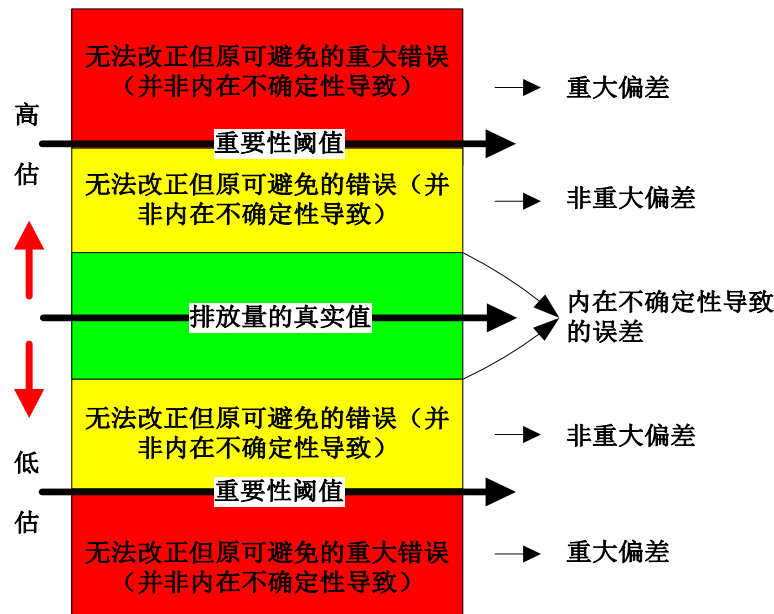 无法改正但原可避免的重大错误
（并非内在不确定性导致）
重大偏差
高
估
重要性阈值
无法改正但原可避免的错误（并
非内在不确定性导致）
非重大偏差
排放量的真实值
内在不确定性导致
的误差
无法改正但原可避免的错误（并
非内在不确定性导致）
非重大偏差
低
估
重要性阈值
无法改正但原可避免的重大错误
（并非内在不确定性导致）
重大偏差